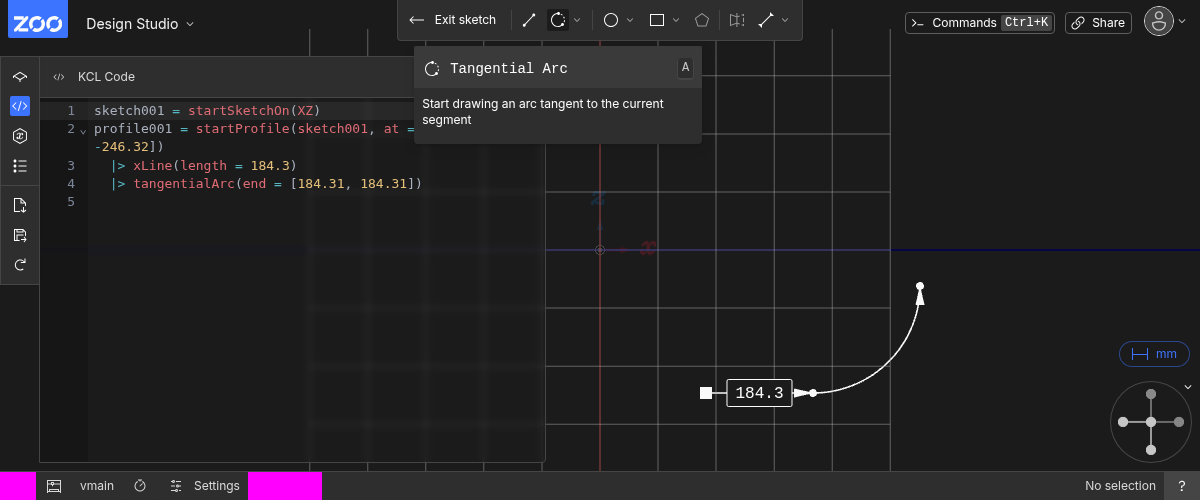 ZOO
Design Studio
Exit sketch
Commands Ctrl+K
Share
KCL Code
Tangential Arc A
Start drawing an arc tangent to the current
segment
1 sketch001 = startSketchOn(XZ)
2 profile001 = startProfile(sketch001, at =
-246.32])
3 |> xLine(length = 184.3)
4 |> tangentialArc(end = [184.31, 184.31])
5
z
x
184.3
mm
vmain
Settings
No selection
?